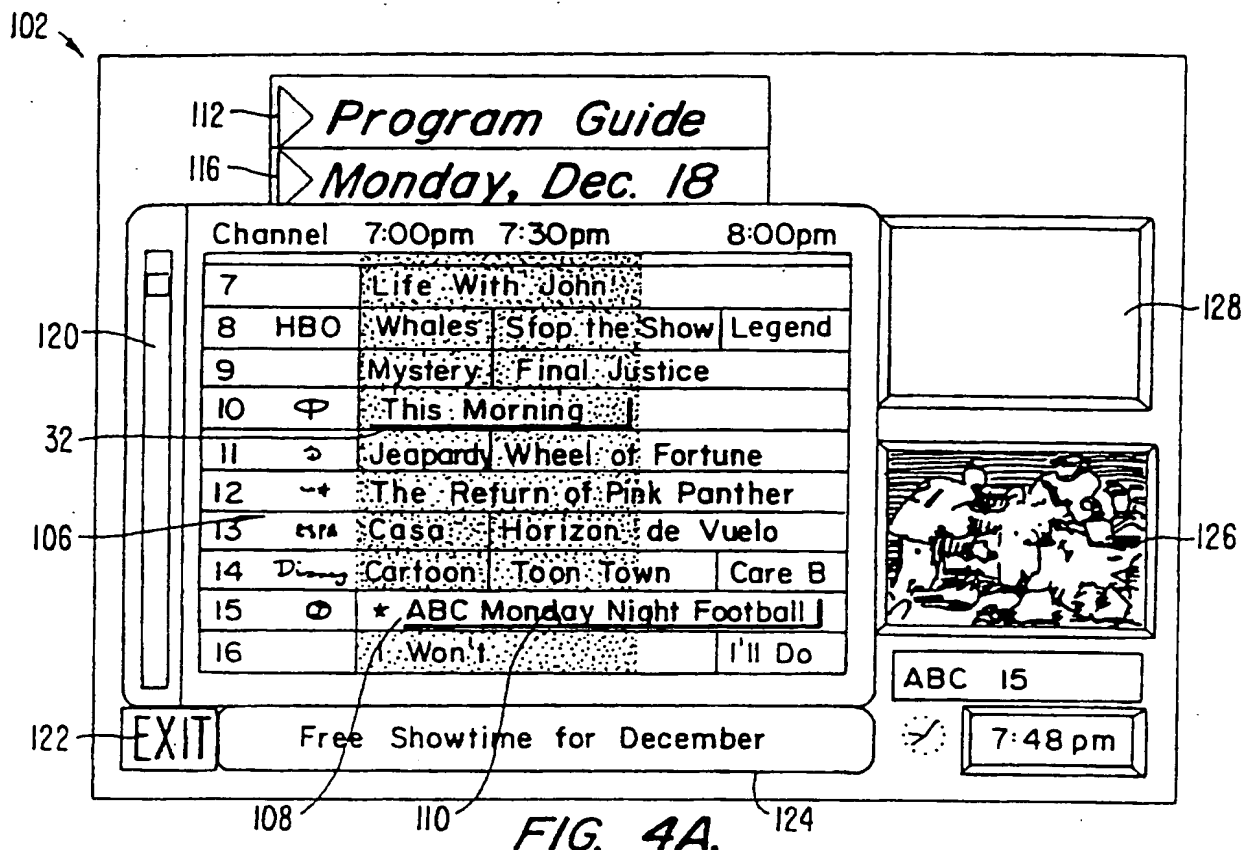 102
112 Program Guide
116 Monday, Dec. 18
Channel 7:00pm 7:30pm 8:00pm
7 Life With John
8 HBO Whales Sfop the Show Legend
128
120
9 Mystery Final Justice
10 This Morning
32
11 Jeapardy Wheel of Fortune
12 The Return of Pink Panther
106
13 ESPA Casa Horizon de Vuelo
126
14 Disney Cartoon Toon Town Care B
15 * ABC Monday Night Football
16 I Won't I'll Do
ABC 15
122 EXIT Free Showtime for December 7:48 pm
108 110 124
FIG. 4A.